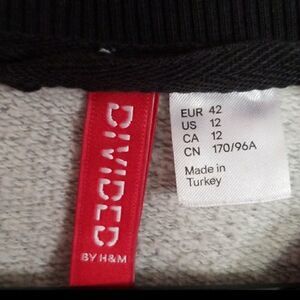 DIVIDED
BY H&M
EUR 42
US 12
CA 12
CN 170/96A
Made in
Turkey